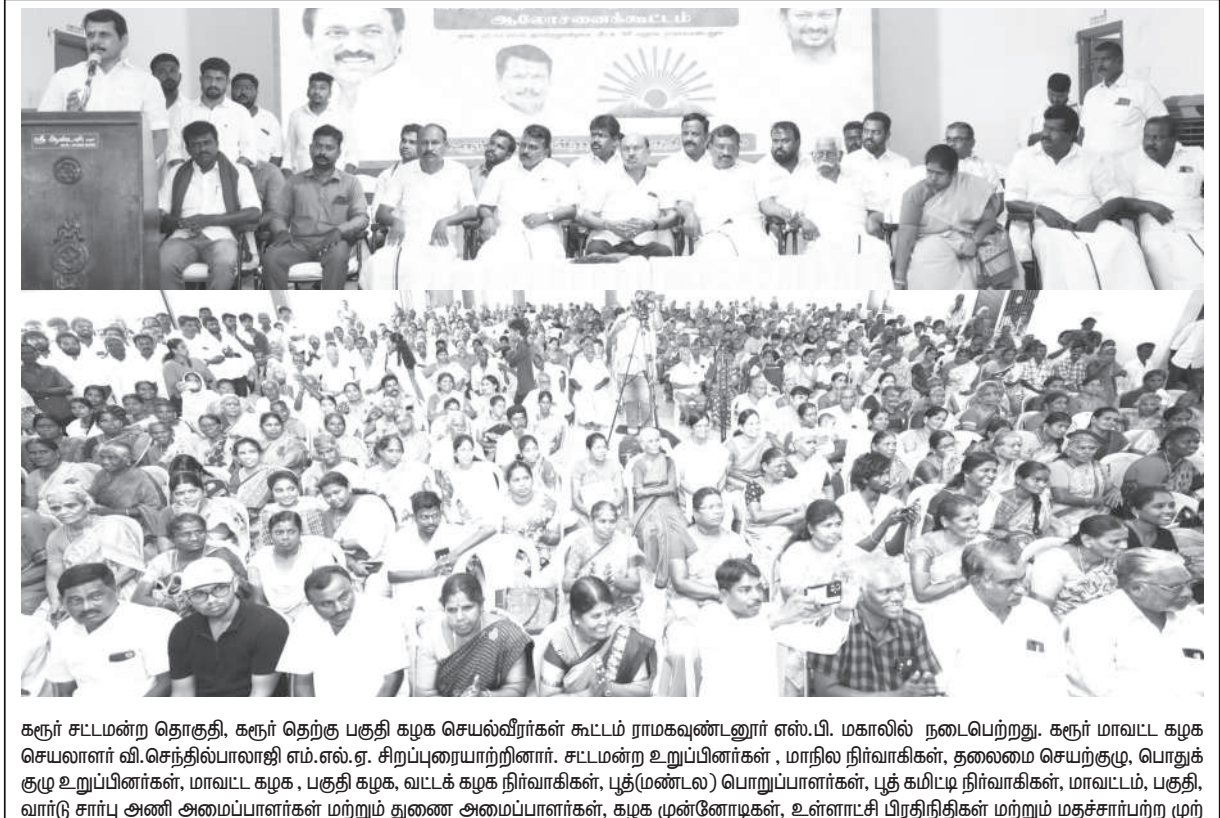 ஆலோசனைக்கூட்டம்
கரூர் சட்டமன்ற தொகுதி, கரூர் தெற்கு பகுதி கழக செயல்வீரர்கள் கூட்டம் ராமகவுண்டனூர் எஸ்.பி. மகாலில் நடைபெற்றது. கரூர் மாவட்ட கழக
செயலாளர் வி.செந்தில்பாலாஜி எம்.எல்.ஏ. சிறப்புரையாற்றினார். சட்டமன்ற உறுப்பினர்கள் , மாநில நிர்வாகிகள், தலைமை செயற்குழு, பொதுக்
குழு உறுப்பினர்கள், மாவட்ட கழக , பகுதி கழக, வட்டக் கழக நிர்வாகிகள், பூத்(மண்டல) பொறுப்பாளர்கள், பூத் கமிட்டி நிர்வாகிகள், மாவட்டம், பகுதி,
வார்டு சார்பு அணி அமைப்பாளர்கள் மற்றும் துணை அமைப்பாளர்கள், கழக முன்னோடிகள், உள்ளாட்சி பிரதிநிதிகள் மற்றும் மதச்சார்பற்ற முற்